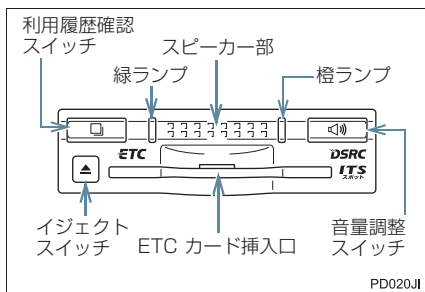 利用履歴確認
スイッチ
スピーカー部
緑ランプ
橙ランプ
ETC
DSRC
ITS
スポット
イジェクト
スイッチ
ETC カード挿入口
音量調整
スイッチ
PD020JI